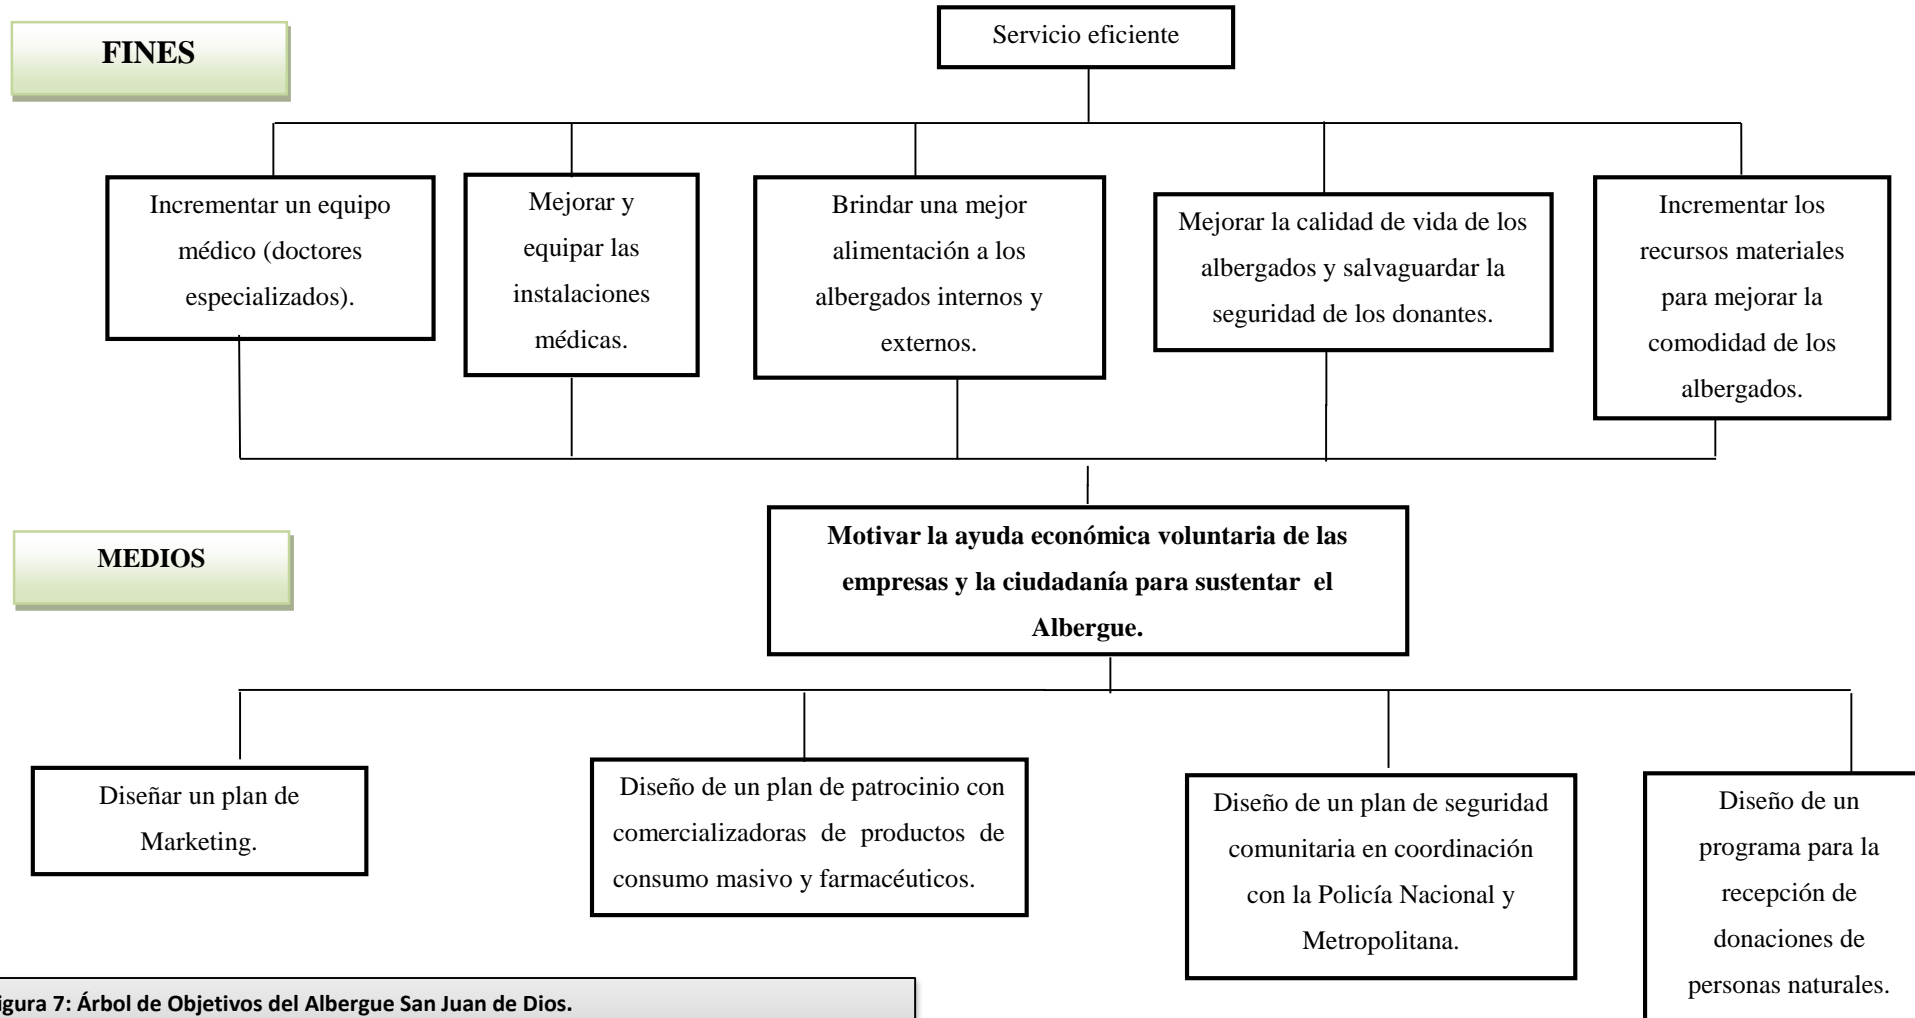 FINES
Servicio eficiente
Incrementar un equipo
médico (doctores
especializados).
Mejorar y
equipar las
instalaciones
médicas.
Brindar una mejor
alimentación a los
albergados internos y
externos.
Mejorar la calidad de vida de los
albergados y salvaguardar la
seguridad de los donantes.
Incrementar los
recursos materiales
para mejorar la
comodidad de los
albergados.
MEDIOS
Motivar la ayuda económica voluntaria de las
empresas y la ciudadanía para sustentar  el
Albergue.
Diseñar un plan de
Marketing.
Diseño de un plan de patrocinio con
comercializadoras de productos de
consumo masivo y farmacéuticos.
Diseño de un plan de seguridad
comunitaria en coordinación
con la Policía Nacional y
Metropolitana.
Diseño de un
programa para la
recepción de
donaciones de
personas naturales.
igura 7: Árbol de Objetivos del Albergue San Juan de Dios.